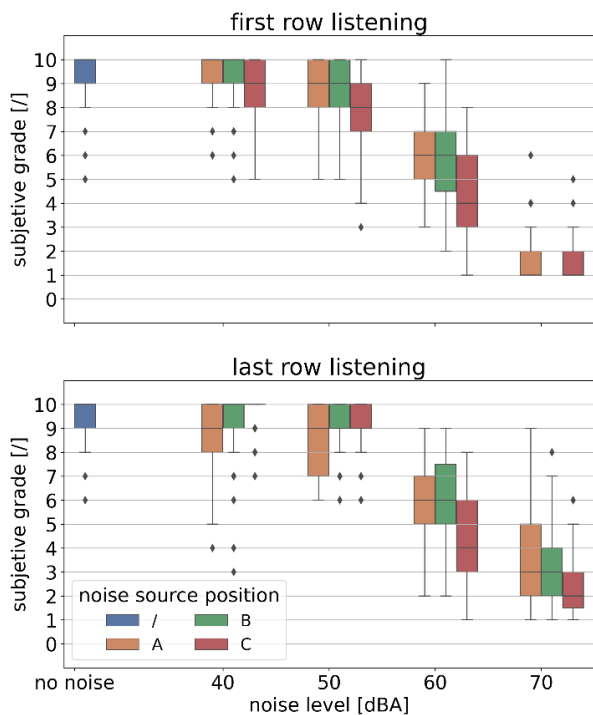 first row listening
subjetive grade [/]
10
9
8
7
6
5
4
3
2
1
0
last row listening
subjetive grade [/]
10
9
8
7
6
5
4
3
2
1
0
noise source position
/ B
A C
no noise 40 50 60 70
noise level [dBA]